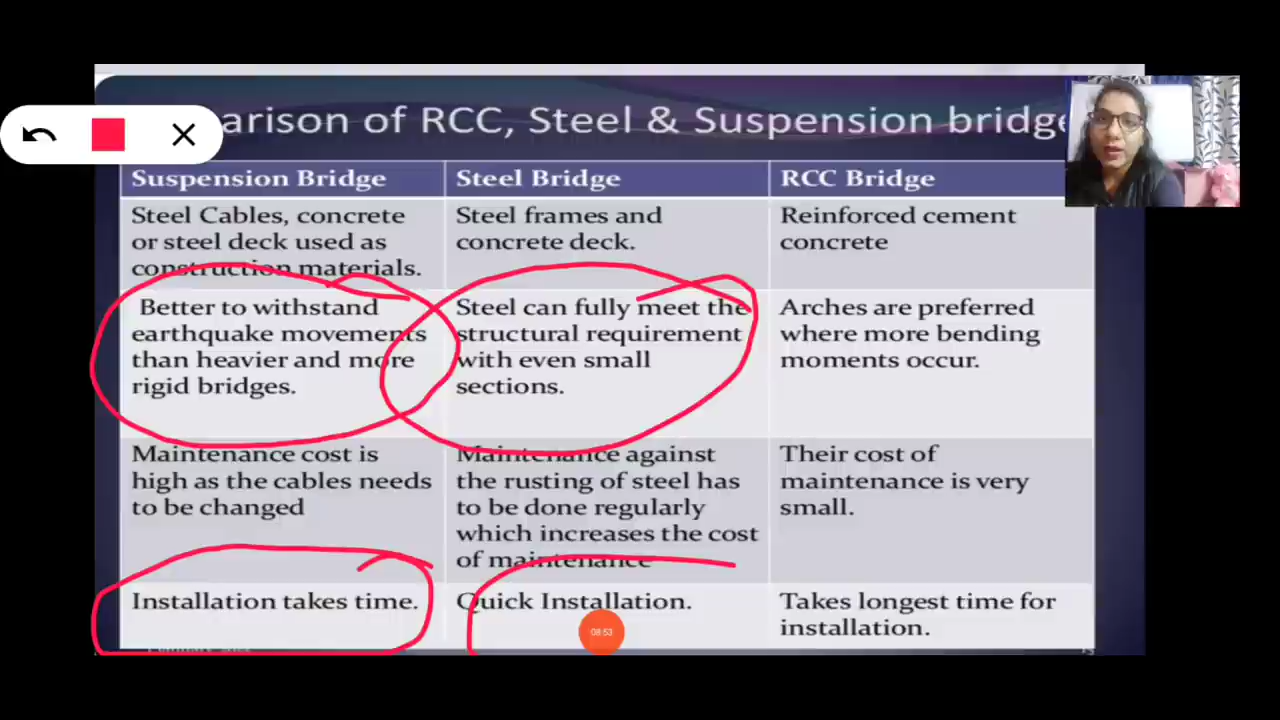 arison of RCC, Steel & Suspension bridge
Suspension Bridge
Steel Bridge
RCC Bridge
Steel Cables, concrete
or steel deck used as
construction materials.
Steel frames and
concrete deck.
Reinforced cement
concrete
Better to withstand
earthquake movements
than heavier and more
rigid bridges.
Steel can fully meet the
structural requirement
with even small
sections.
Arches are preferred
where more bending
moments occur.
Maintenance cost is
high as the cables needs
to be changed
Maintenance against
the rusting of steel has
to be done regularly
which increases the cost
of maintenance
Their cost of
maintenance is very
small.
Installation takes time.
Quick Installation.
Takes longest time for
installation.
08:53